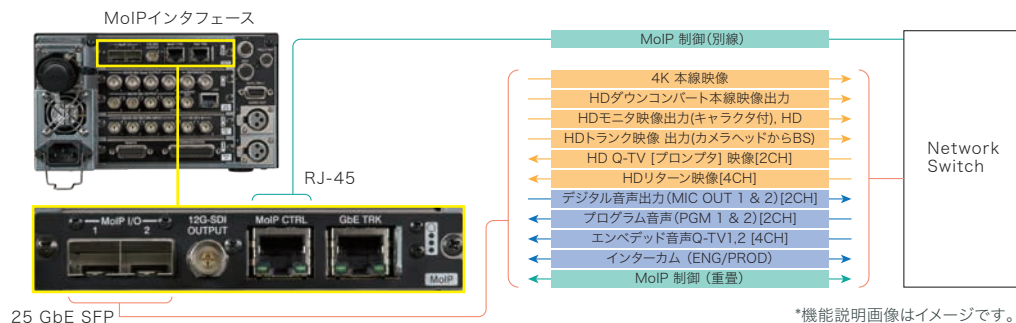 MoIPインタフェース
MoIP 制御(別線)
4K 本線映像
HDダウンコンバート本線映像出力
HDモニタ映像出力(キャラクタ付), HD
HDトランク映像 出力(カメラヘッドからBS)
HD Q-TV [プロンプタ] 映像[2CH]
HDリターン映像[4CH]
デジタル音声出力(MIC OUT 1 & 2)[2CH]
プログラム音声(PGM 1 & 2)[2CH]
エンベデッド音声Q-TV1,2 [4CH]
インターカム (ENG/PROD)
MoIP 制御 (重畳)
Network
Switch
RJ-45
MoIP I/O
1 2
12G-SDI
OUTPUT
MoIP CTRL
GbE TRK
MoIP
25 GbE SFP
*機能説明画像はイメージです。